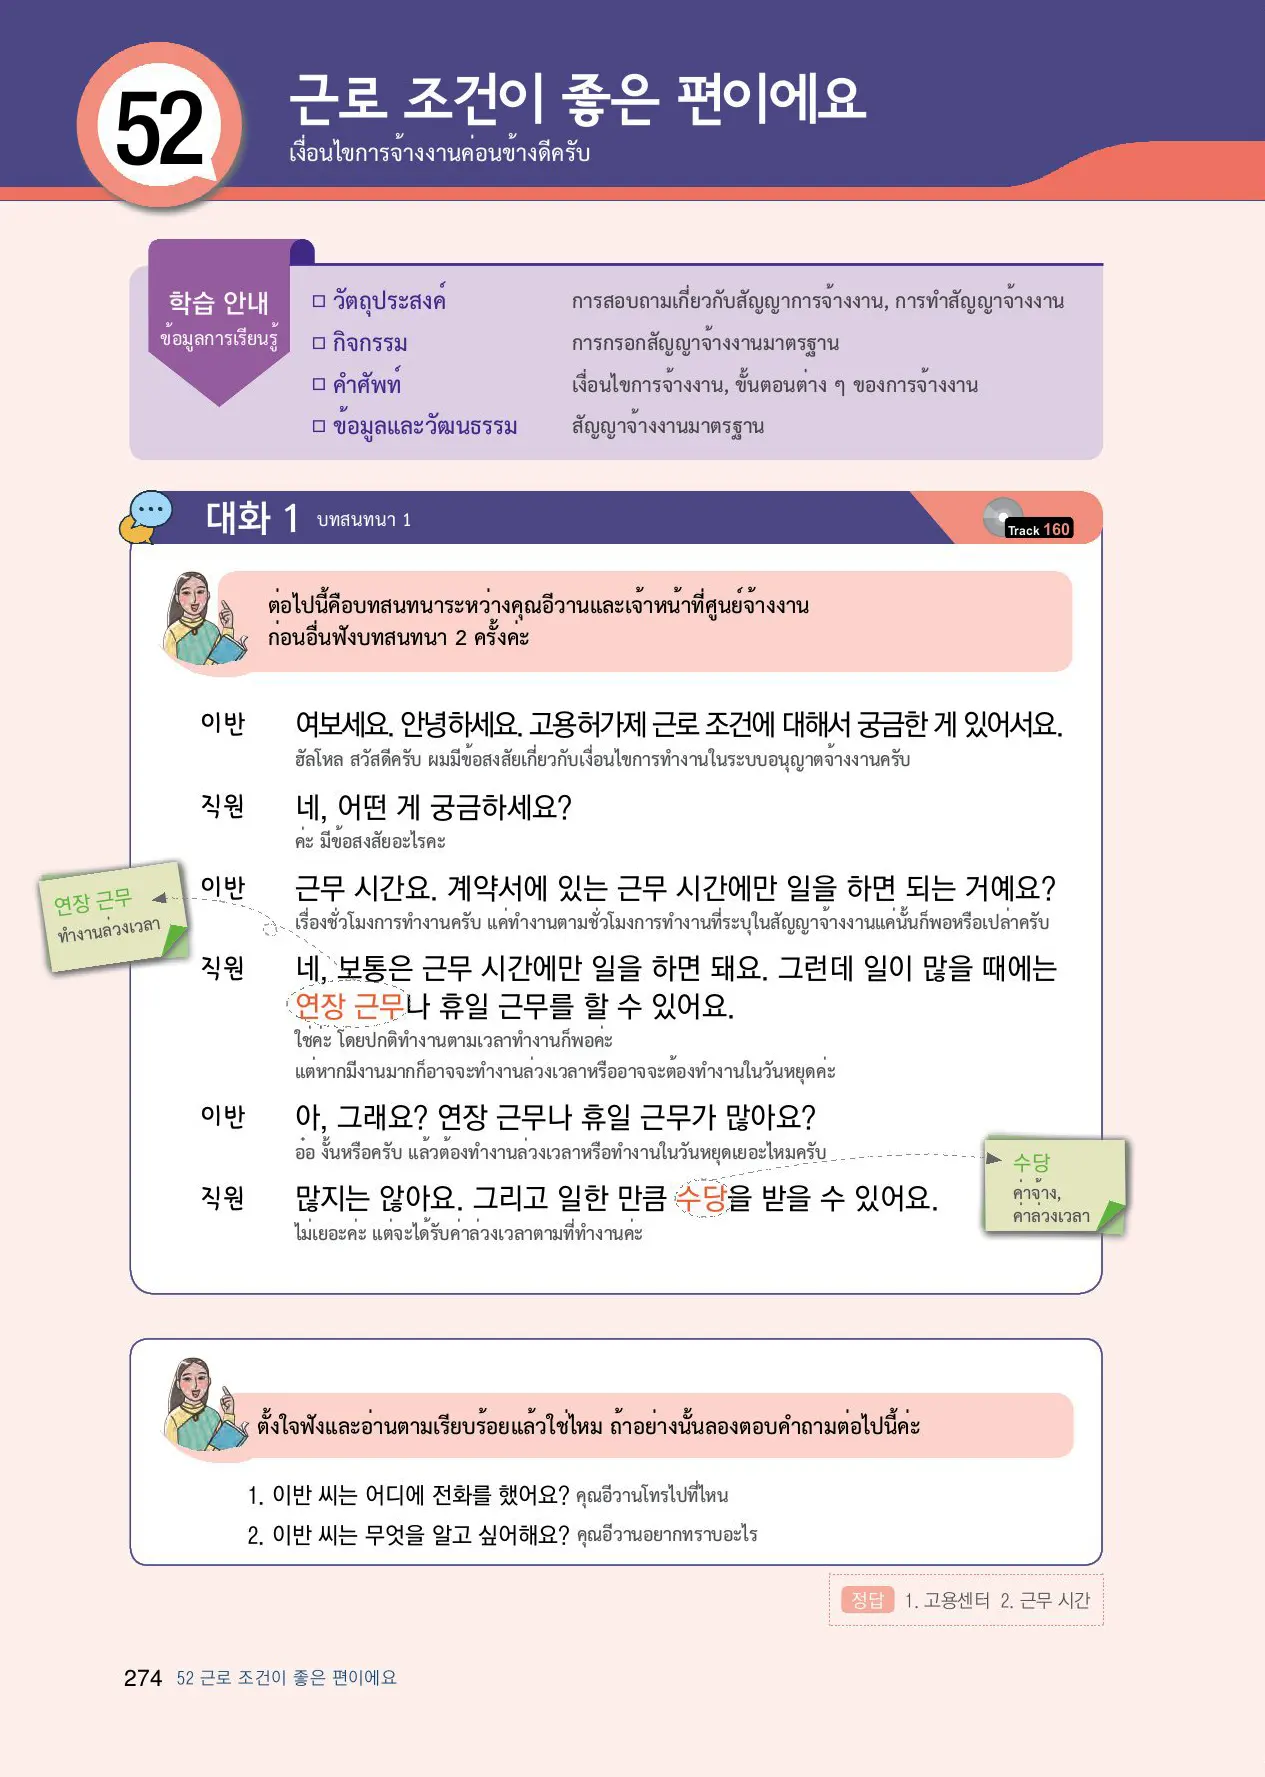 52
근로 조건이 좋은 편이에요
เงื่อนไขการจ้างงานค่อนข้างดีครับ
학습 안내
ข้อมูลการเรียนรู้
□ วัตถุประสงค์ การสอบถามเกี่ยวกับสัญญาการจ้างงาน, การทำสัญญาจ้างงาน
□ กิจกรรม การกรอกสัญญาจ้างงานมาตรฐาน
□ คำศัพท์ เงื่อนไขการจ้างงาน, ขั้นตอนต่าง ๆ ของการจ้างงาน
□ ข้อมูลและวัฒนธรรม สัญญาจ้างงานมาตรฐาน
대화 1 บทสนทนา 1
Track 160
ต่อไปนี้คือบทสนทนาระหว่างคุณอีวานและเจ้าหน้าที่ศูนย์จ้างงาน
ก่อนอื่นฟังบทสนทนา 2 ครั้งค่ะ
이반 여보세요. 안녕하세요. 고용허가제 근로 조건에 대해서 궁금한 게 있어서요.
ฮัลโหล สวัสดีครับ ผมมีข้อสงสัยเกี่ยวกับเงื่อนไขการทำงานในระบบอนุญาตจ้างงานครับ
직원 네, 어떤 게 궁금하세요?
ค่ะ มีข้อสงสัยอะไรคะ
이반 근무 시간요. 계약서에 있는 근무 시간에만 일을 하면 되는 거예요?
เรื่องชั่วโมงการทำงานครับ แค่ทำงานตามชั่วโมงการทำงานที่ระบุในสัญญาจ้างงานแค่นั้นก็พอหรือเปล่าครับ
연장 근무
ทำงานล่วงเวลา
직원 네, 보통은 근무 시간에만 일을 하면 돼요. 그런데 일이 많을 때에는
연장 근무나 휴일 근무를 할 수 있어요.
ใช่ค่ะ โดยปกติทำงานตามเวลาทำงานก็พอค่ะ
แต่หากมีงานมากก็อาจจะทำงานล่วงเวลาหรืออาจจะต้องทำงานในวันหยุดค่ะ
이반 아, 그래요? 연장 근무나 휴일 근무가 많아요?
อ๋อ งั้นหรือครับ แล้วต้องทำงานล่วงเวลาหรือทำงานในวันหยุดเยอะไหมครับ
직원 많지는 않아요. 그리고 일한 만큼 수당을 받을 수 있어요.
ไม่เยอะค่ะ แต่จะได้รับค่าล่วงเวลาตามที่ทำงานค่ะ
수당
ค่าจ้าง,
ค่าล่วงเวลา
ตั้งใจฟังและอ่านตามเรียบร้อยแล้วใช่ไหม ถ้าอย่างนั้นลองตอบคำถามต่อไปนี้ค่ะ
1. 이반 씨는 어디에 전화를 했어요? คุณอีวานโทรไปที่ไหน
2. 이반 씨는 무엇을 알고 싶어해요? คุณอีวานอยากทราบอะไร
정답 1. 고용센터 2. 근무 시간
274 52 근로 조건이 좋은 편이에요